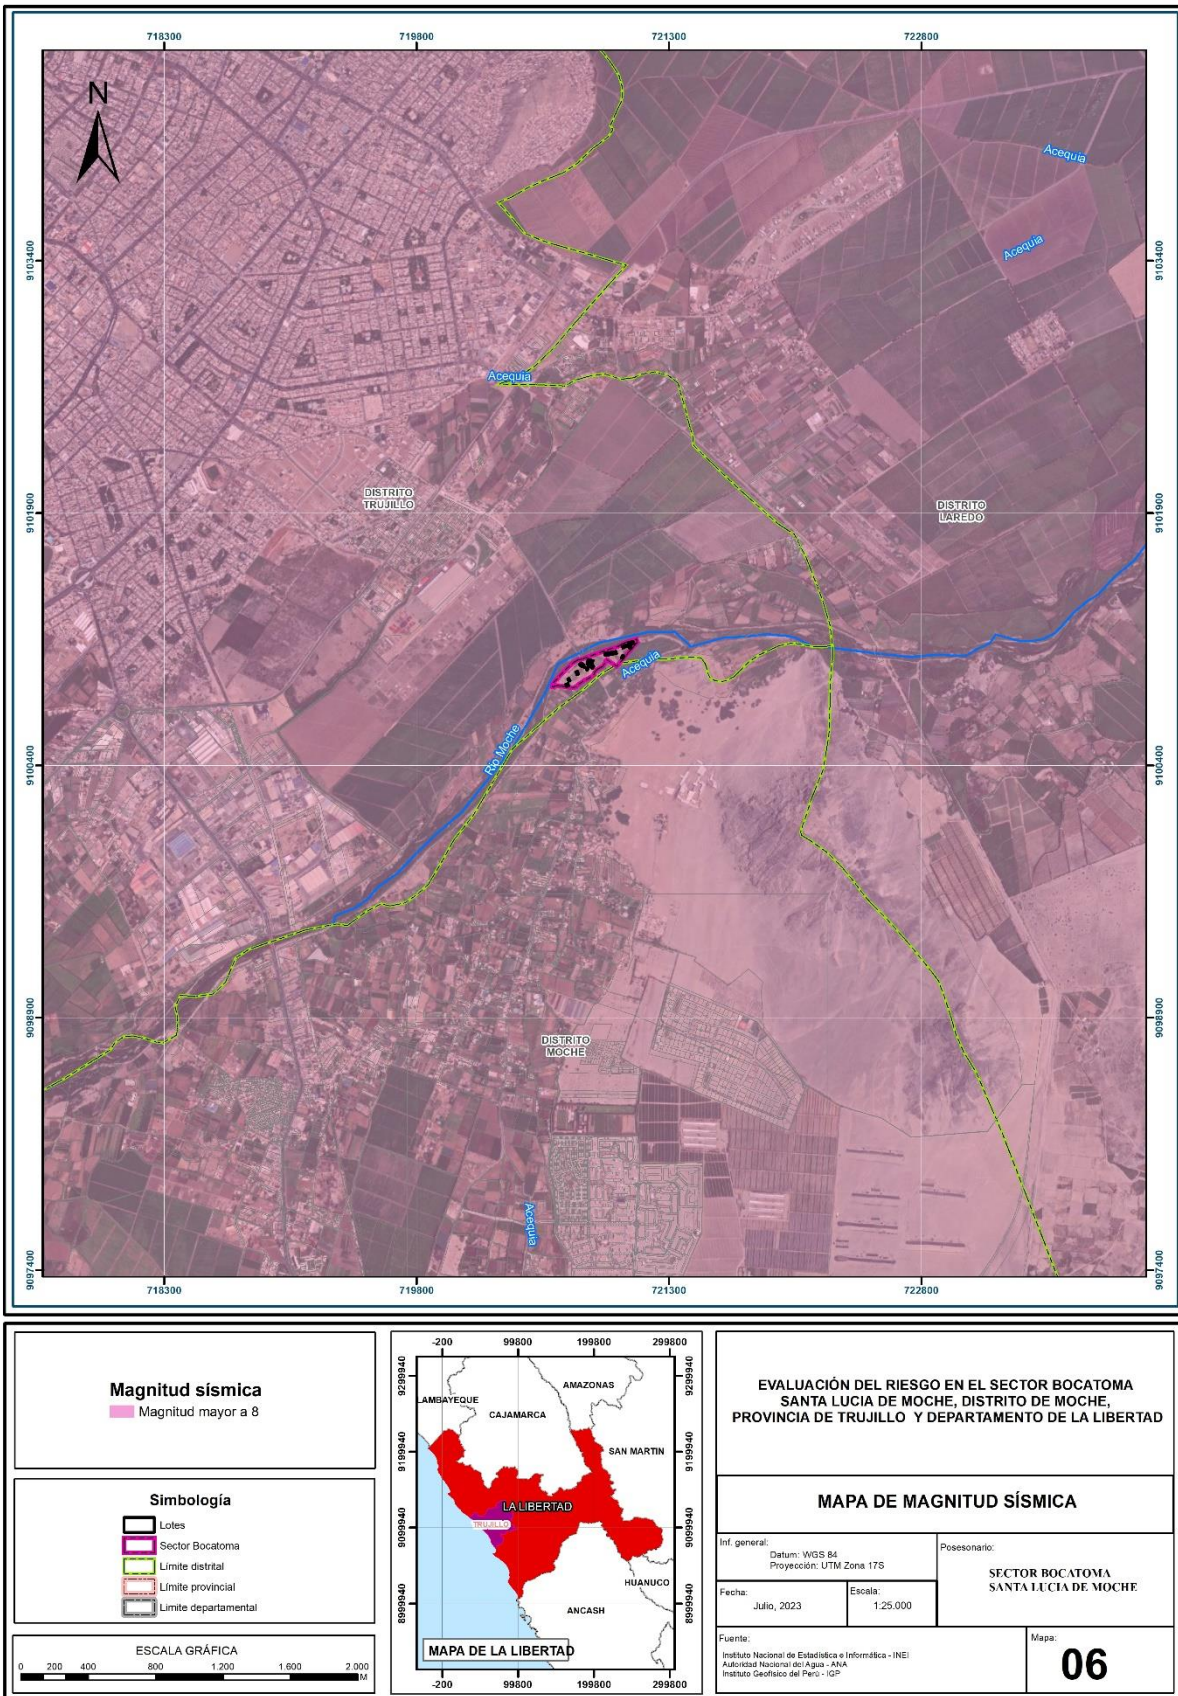 718300
719800
721300
722800
N
Acequia
Acequia
9103400
9103400
Acequia
DISTRITO
TRUJILLO
DISTRITO
LAREDO
9101900
9101900
Acequia
Río Moche
9100400
9100400
9098900
9098900
DISTRITO
MOCHE
Acequia
9097400
9097400
718300
719800
721300
722800
Magnitud sísmica
Magnitud mayor a 8
Simbología
Lotes
Sector Bocatoma
Límite distrital
Límite provincial
Limite departamental
ESCALA GRÁFICA
0 200 400 800 1.200 1.600 2.000
M
-200 99800 199800 299800
9299940
9299940
AMAZONAS
LAMBAYEQUE
CAJAMARCA
9199940
9199940
SAN MARTIN
LA LIBERTAD
TRUJILLO
9099940
9099940
HUANUCO
ANCASH
8999940
8999940
MAPA DE LA LIBERTAD
-200 99800 199800 299800
EVALUACIÓN DEL RIESGO EN EL SECTOR BOCATOMA
SANTA LUCIA DE MOCHE, DISTRITO DE MOCHE,
PROVINCIA DE TRUJILLO Y DEPARTAMENTO DE LA LIBERTAD
MAPA DE MAGNITUD SÍSMICA
Inf. general:
Datum: WGS 84
Proyección: UTM Zona 17S
Posesonario:
SECTOR BOCATOMA
SANTA LUCIA DE MOCHE
Fecha:
Julio, 2023
Escala:
1:25.000
Fuente:
Instituto Nacional de Estadística e Informática - INEI
Autoridad Nacional del Agua - ANA
Instituto Geofísico del Perú - IGP
Mapa:
06